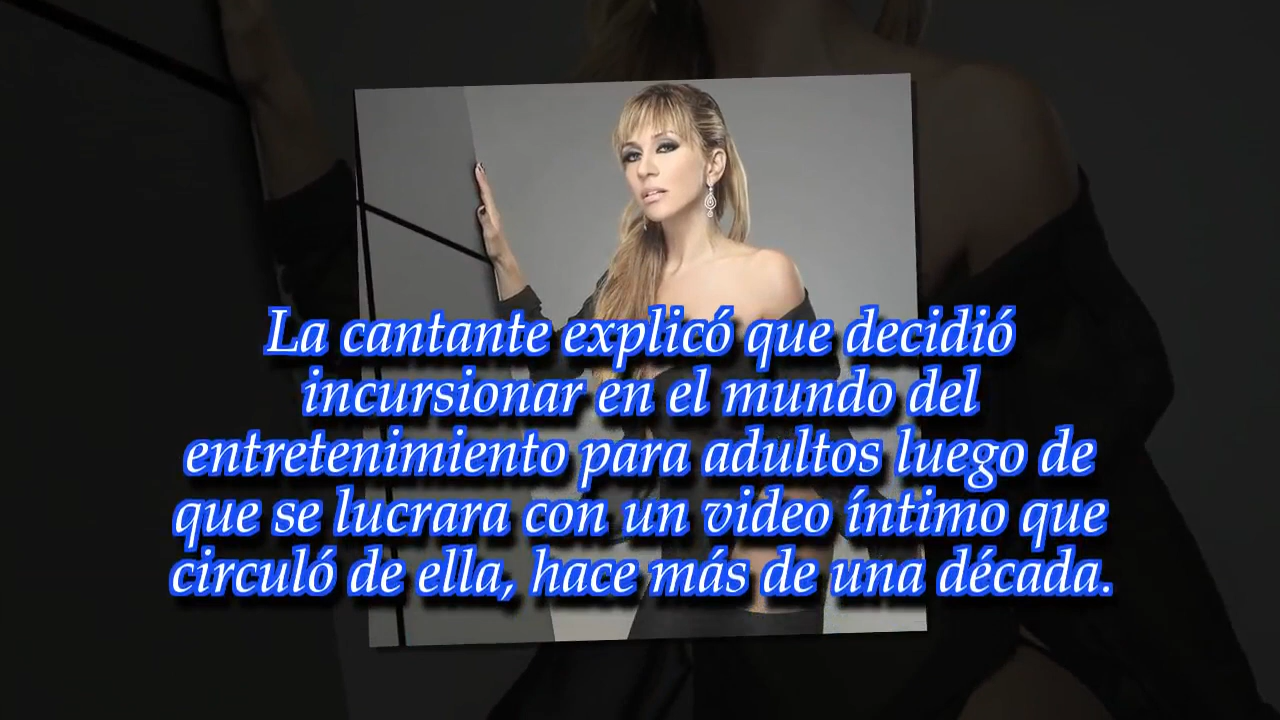 La cantante explicó que decidió
incursionar en el mundo del
entretenimiento para adultos luego de
que se lucrara con un video íntimo que
circuló de ella, hace más de una década.